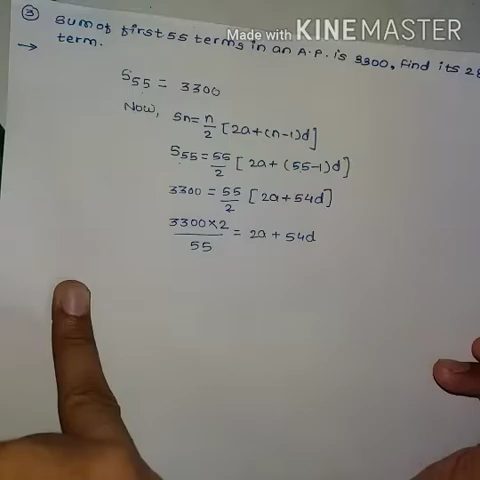 Made with KINEMASTER
③ Sum of first 55 terms in an A.P. is 3300, find its 28
→ term.
S55 = 3300
Now, Sn = n/2 [2a+(n-1)d]
S55 = 55/2 [2a + (55-1)d]
3300 = 55/2 [2a+54d]
3300×2/55 = 2a + 54d